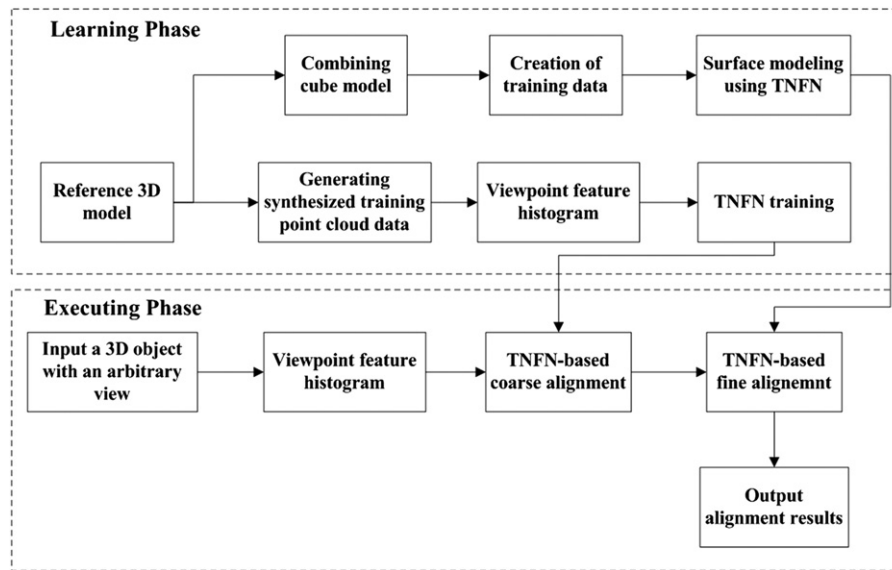 Learning Phase
Combining
cube model
Creation of
training data
Surface modeling
using TNFN
Reference 3D
model
Generating
synthesized training
point cloud data
Viewpoint feature
histogram
TNFN training
Executing Phase
Input a 3D object
with an arbitrary
view
Viewpoint feature
histogram
TNFN-based
coarse alignment
TNFN-based
fine alignemnt
Output
alignment results